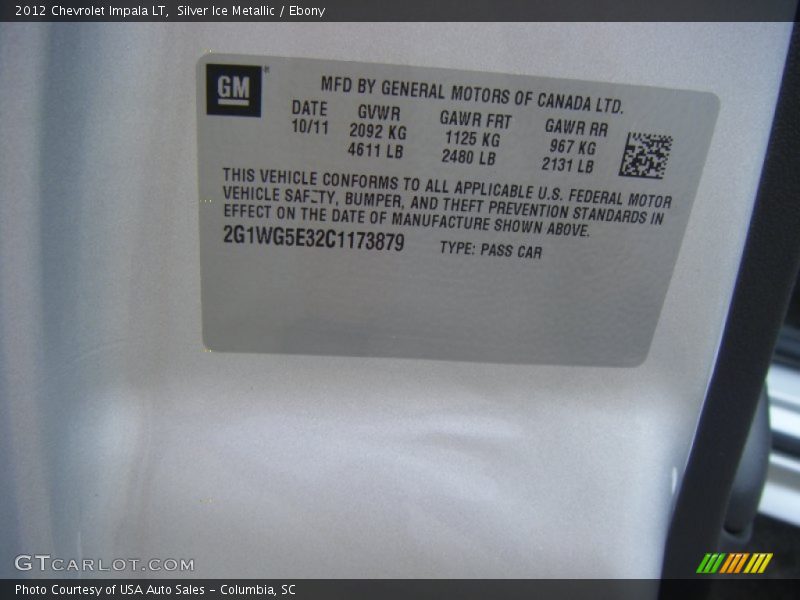 2012 Chevrolet Impala LT, Silver Ice Metallic / Ebony
GM
MFD BY GENERAL MOTORS OF CANADA LTD.
DATE GVWR GAWR FRT GAWR RR
10/11 2092 KG 1125 KG 967 KG
4611 LB 2480 LB 2131 LB
THIS VEHICLE CONFORMS TO ALL APPLICABLE U.S. FEDERAL MOTOR
VEHICLE SAFETY, BUMPER, AND THEFT PREVENTION STANDARDS IN
EFFECT ON THE DATE OF MANUFACTURE SHOWN ABOVE.
2G1WG5E32C1173879 TYPE: PASS CAR
GTCARLOT.COM
Photo Courtesy of USA Auto Sales - Columbia, SC